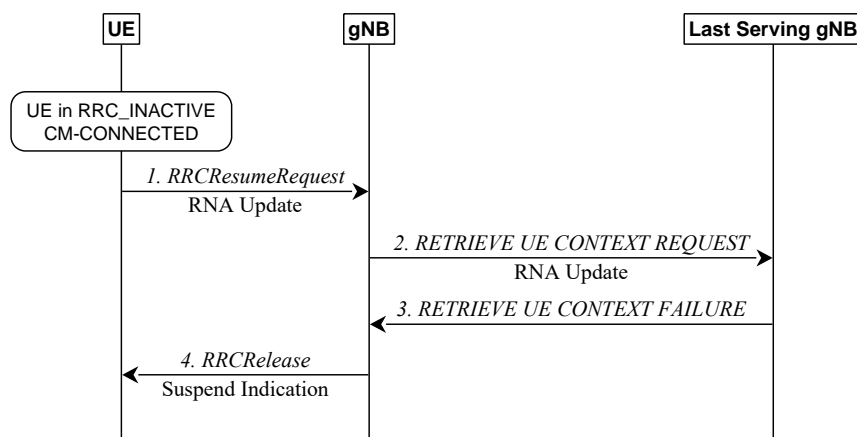 UE
gNB
Last Serving gNB
UE in RRC_INACTIVE
CM-CONNECTED
1. RRCResumeRequest
RNA Update
2. RETRIEVE UE CONTEXT REQUEST
RNA Update
3. RETRIEVE UE CONTEXT FAILURE
4. RRCRelease
Suspend Indication